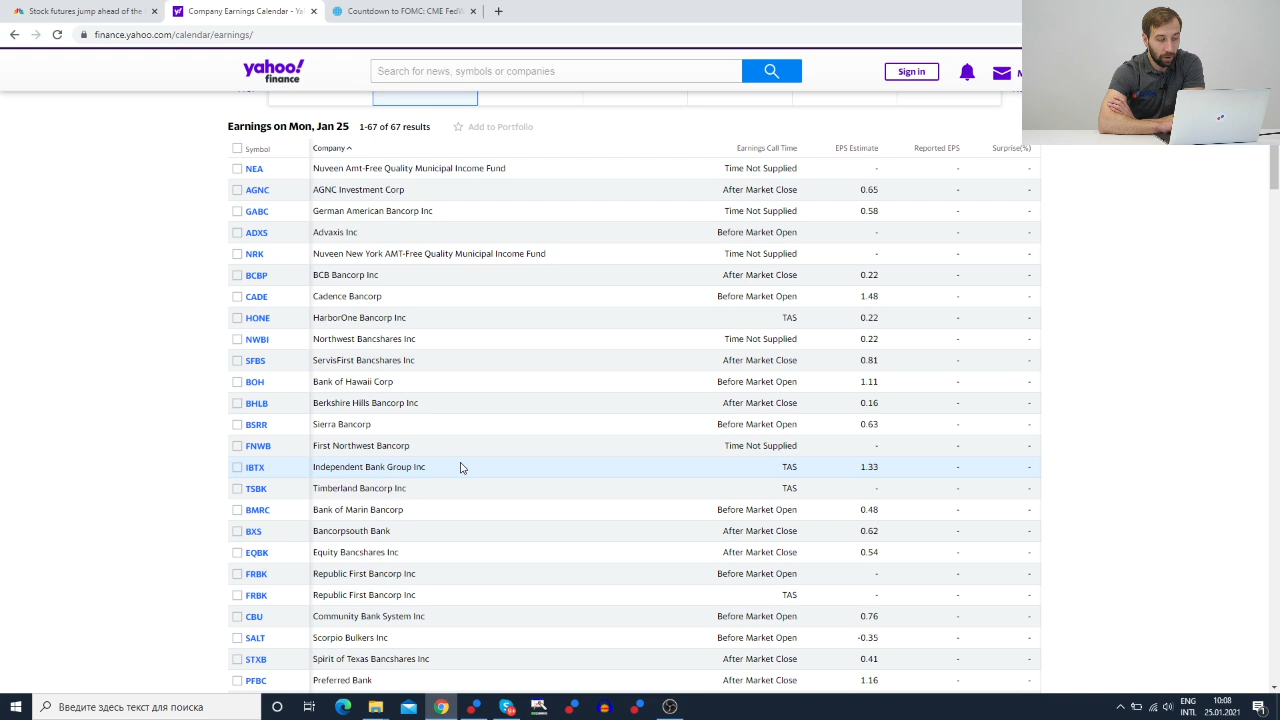 Stock futures jump ahead of the
Company Earnings Calendar - Ya
Countdown to FOMC: CME FedW
finance.yahoo.com/calendar/earnings/
yahoo!
finance
Search for news, symbols or companies
Sign in
Earnings on Mon, Jan 25 1-67 of 67 results Add to Portfolio
Symbol Company Earnings Call Time EPS Estimate Reported EPS Surprise(%)
NEA Nuveen Amt-Free Quality Municipal Income Fund Time Not Supplied - - -
AGNC AGNC Investment Corp After Market Close 0.65 - -
GABC German American Bancorp Inc Time Not Supplied 0.58 - -
ADXS Advaxis Inc Before Market Open - - -
NRK Nuveen New York AMT-Free Quality Municipal Income Fund Time Not Supplied - - -
BCBP BCB Bancorp Inc After Market Close 0.22 - -
CADE Cadence Bancorp Before Market Open 1.48 - -
HONE HarborOne Bancorp Inc TAS 0.22 - -
NWBI Northwest Bancshares Inc Time Not Supplied 0.22 - -
SFBS ServisFirst Bancshares Inc After Market Close 0.81 - -
BOH Bank of Hawaii Corp Before Market Open 1.11 - -
BHLB Berkshire Hills Bancorp Inc After Market Close 0.16 - -
BSRR Sierra Bancorp Before Market Open 0.63 - -
FNWB First Northwest Bancorp Time Not Supplied - - -
IBTX Independent Bank Group Inc TAS 1.33 - -
TSBK Timberland Bancorp Inc TAS - - -
BMRC Bank of Marin Bancorp Before Market Open 0.48 - -
BXS Bancorpsouth Bank After Market Close 0.62 - -
EQBK Equity Bancshares Inc After Market Close 0.54 - -
FRBK Republic First Bancorp Inc Before Market Open - - -
FRBK Republic First Bancorp Inc TAS - - -
CBU Community Bank System Inc Before Market Open 0.76 - -
SALT Scorpio Bulkers Inc Before Market Open -0.35 - -
STXB Spirit of Texas Bancshares Inc After Market Close 0.41 - -
PFBC Preferred Bank After Market Close 1.16 - -
Введите здесь текст для поиска
ENG
INTL
10:08
25.01.2021